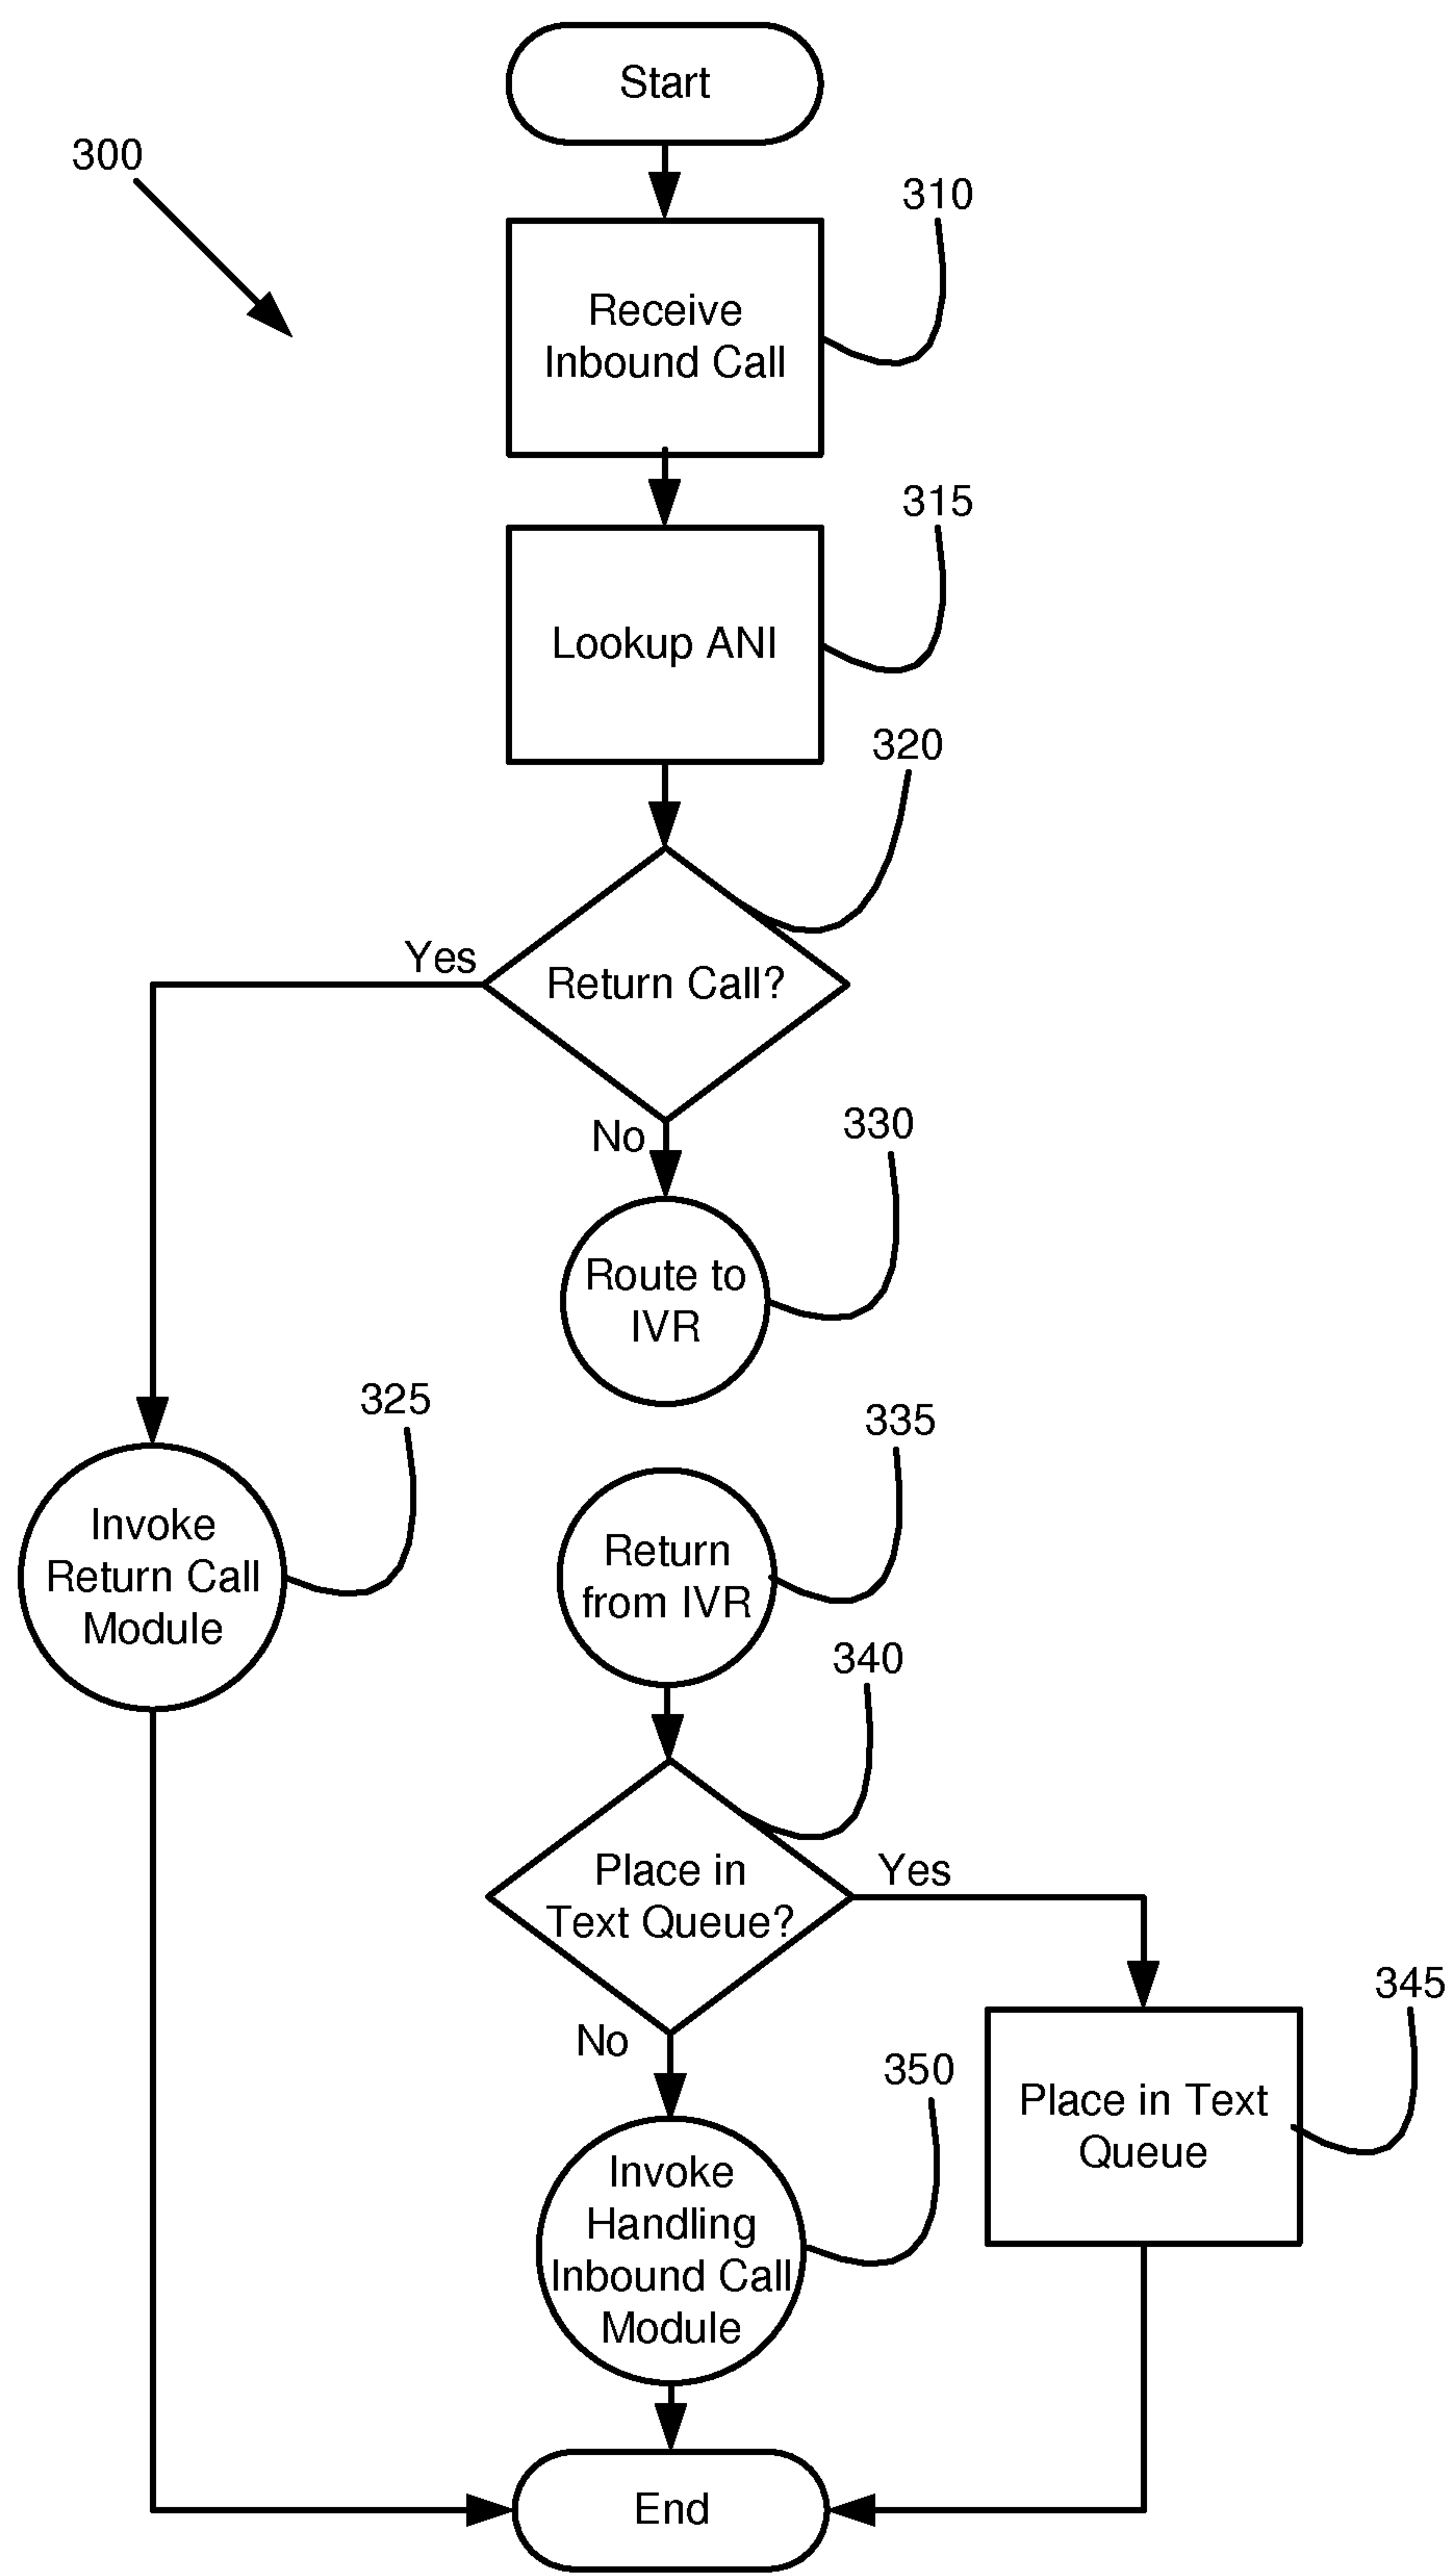 Start
300
310
Receive
Inbound Call
315
Lookup ANI
320
Yes
Return Call?
No
330
Route to
IVR
325
335
Invoke
Return Call
Module
Return
from IVR
340
Place in
Text Queue?
Yes
345
No
350
Place in Text
Queue
Invoke
Handling
Inbound Call
Module
End